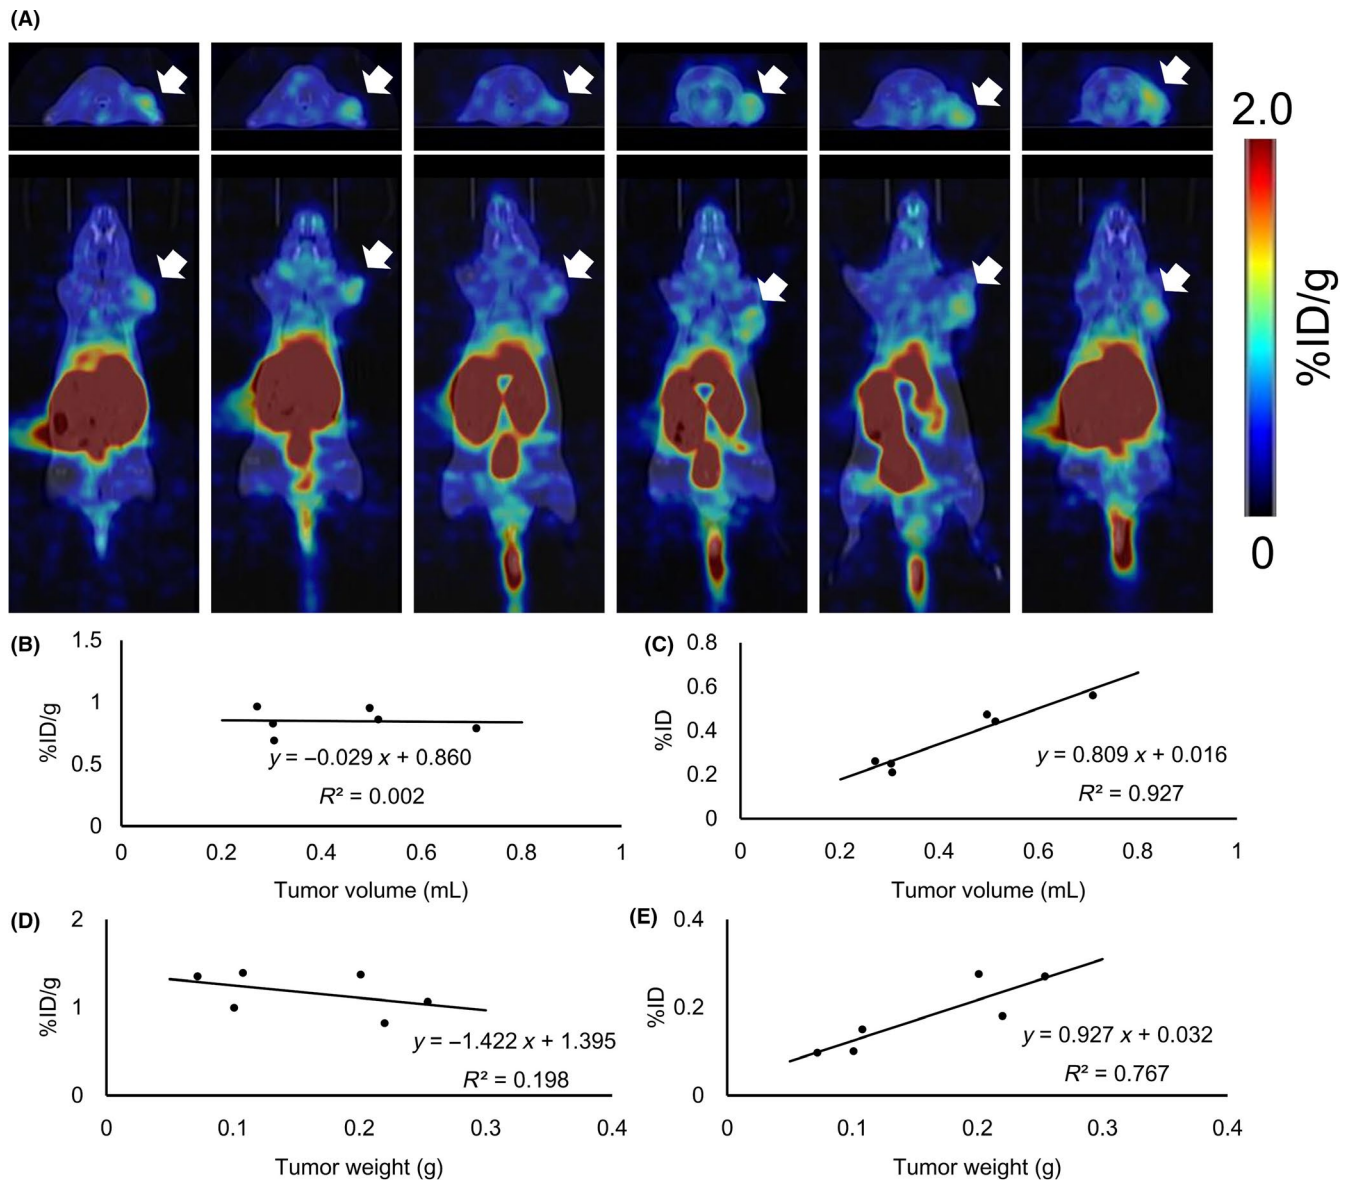 (A)
2.0
%ID/g
0
(B)
1.5
1
0.5
0
%ID/g
y = −0.029 x + 0.860
R² = 0.002
0 0.2 0.4 0.6 0.8 1
Tumor volume (mL)
(C)
0.8
0.6
0.4
0.2
0
%ID
y = 0.809 x + 0.016
R² = 0.927
0 0.2 0.4 0.6 0.8 1
Tumor volume (mL)
(D)
2
1
0
%ID/g
y = −1.422 x + 1.395
R² = 0.198
0 0.1 0.2 0.3 0.4
Tumor weight (g)
(E)
0.4
0.2
0
%ID
y = 0.927 x + 0.032
R² = 0.767
0 0.1 0.2 0.3 0.4
Tumor weight (g)